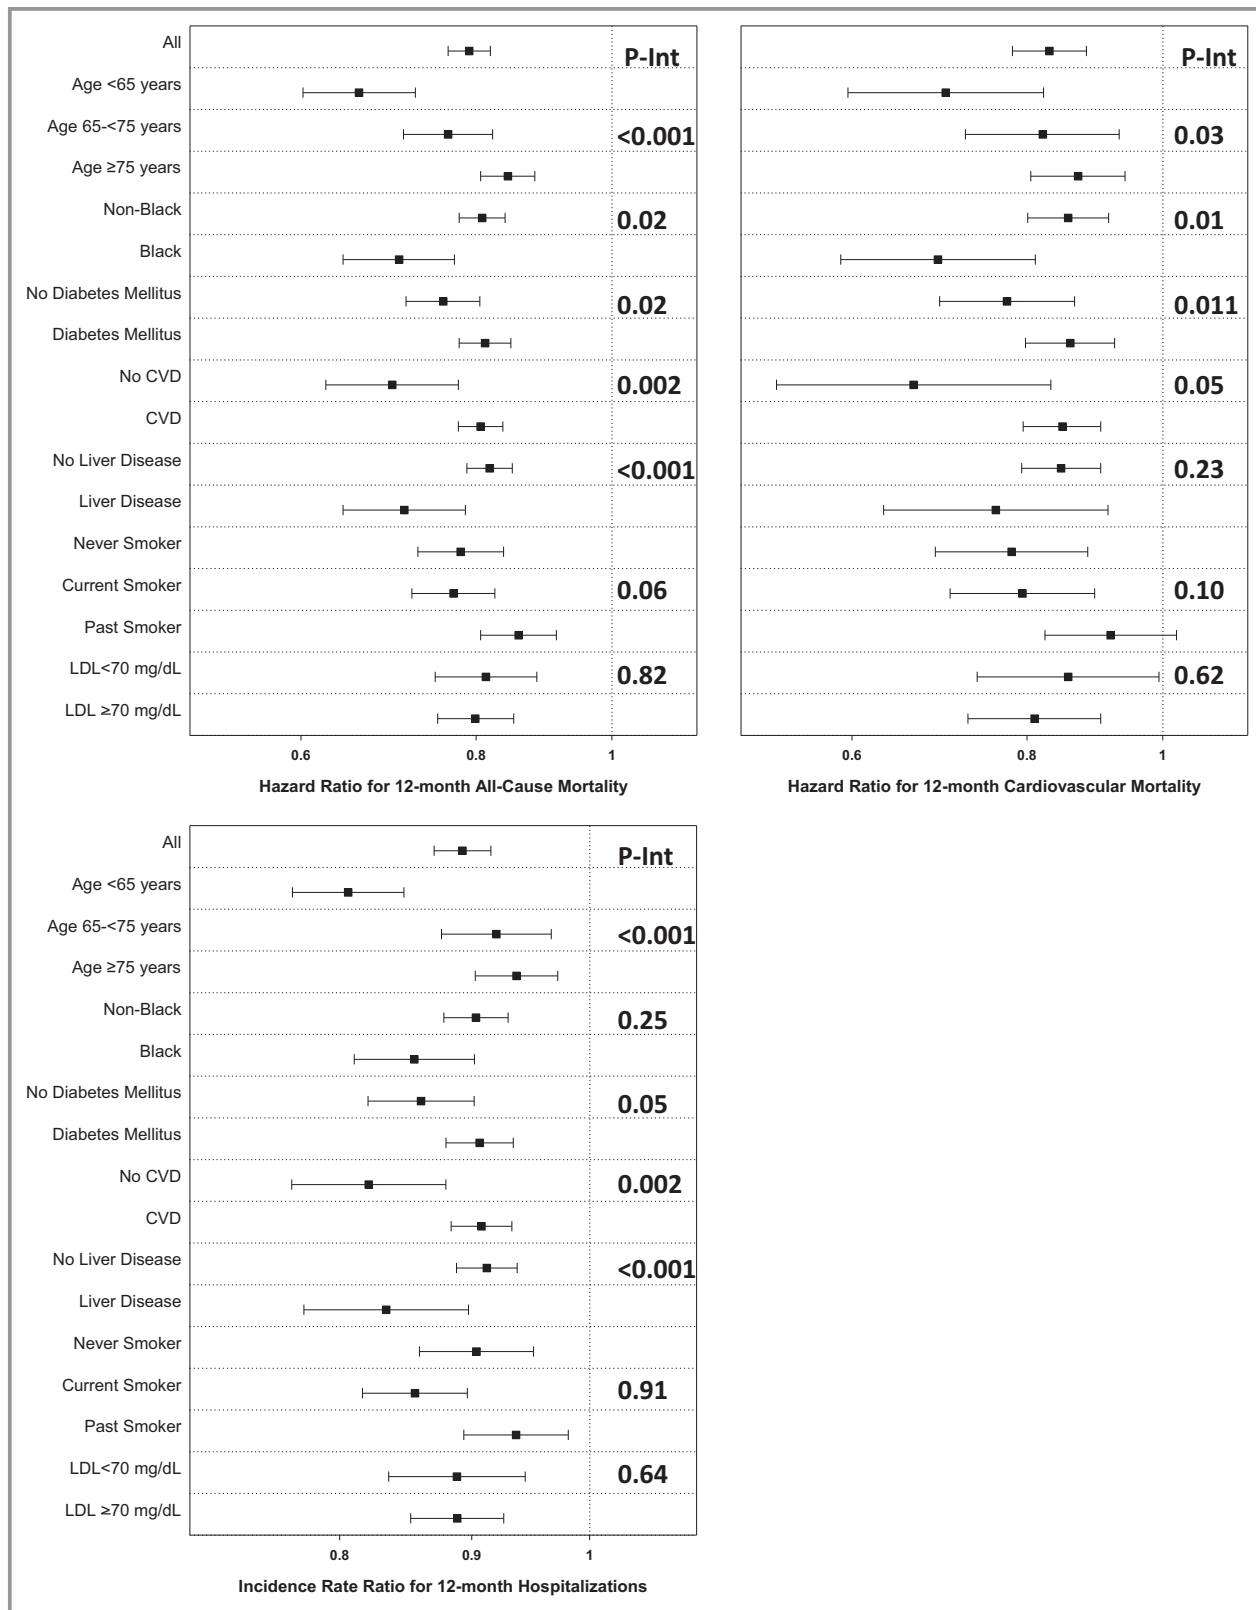 All
P-Int
P-Int
Age <65 years
Age 65-<75 years
<0.001
0.03
Age ≥75 years
Non-Black
0.02
0.01
Black
No Diabetes Mellitus
0.02
0.011
Diabetes Mellitus
No CVD
0.002
0.05
CVD
No Liver Disease
<0.001
0.23
Liver Disease
Never Smoker
Current Smoker
0.06
0.10
Past Smoker
LDL<70 mg/dL
0.82
0.62
LDL ≥70 mg/dL
0.6
0.8
1
0.6
0.8
1
Hazard Ratio for 12-month All-Cause Mortality
Hazard Ratio for 12-month Cardiovascular Mortality
All
P-Int
Age <65 years
Age 65-<75 years
<0.001
Age ≥75 years
Non-Black
0.25
Black
No Diabetes Mellitus
0.05
Diabetes Mellitus
No CVD
0.002
CVD
No Liver Disease
<0.001
Liver Disease
Never Smoker
Current Smoker
0.91
Past Smoker
LDL<70 mg/dL
0.64
LDL ≥70 mg/dL
0.8
0.9
1
Incidence Rate Ratio for 12-month Hospitalizations